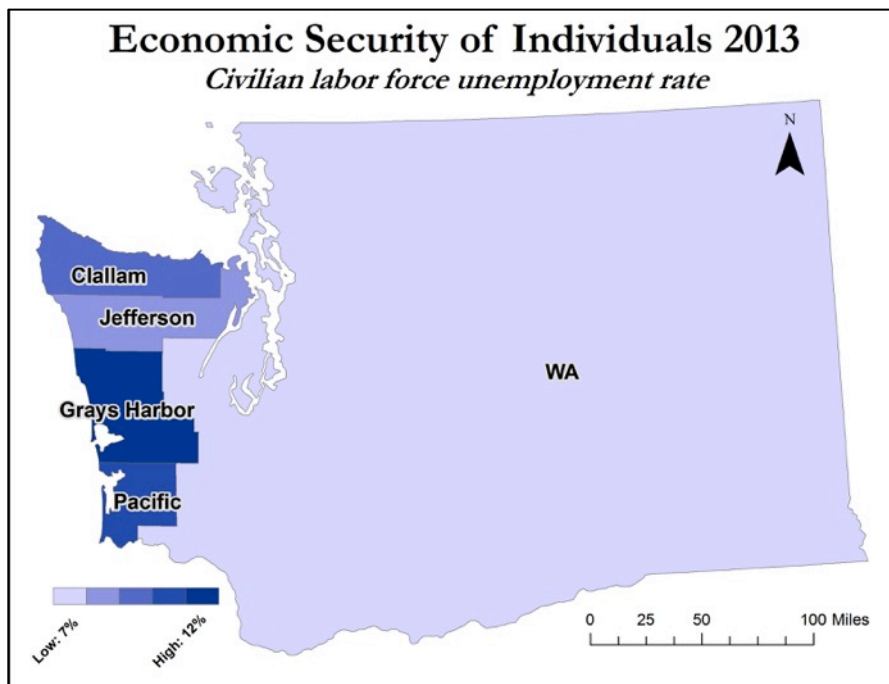 Economic Security of Individuals 2013
Civilian labor force unemployment rate
N
Clallam
Jefferson
WA
Grays Harbor
Pacific
Low: 7%
High: 12%
0 25 50 100 Miles